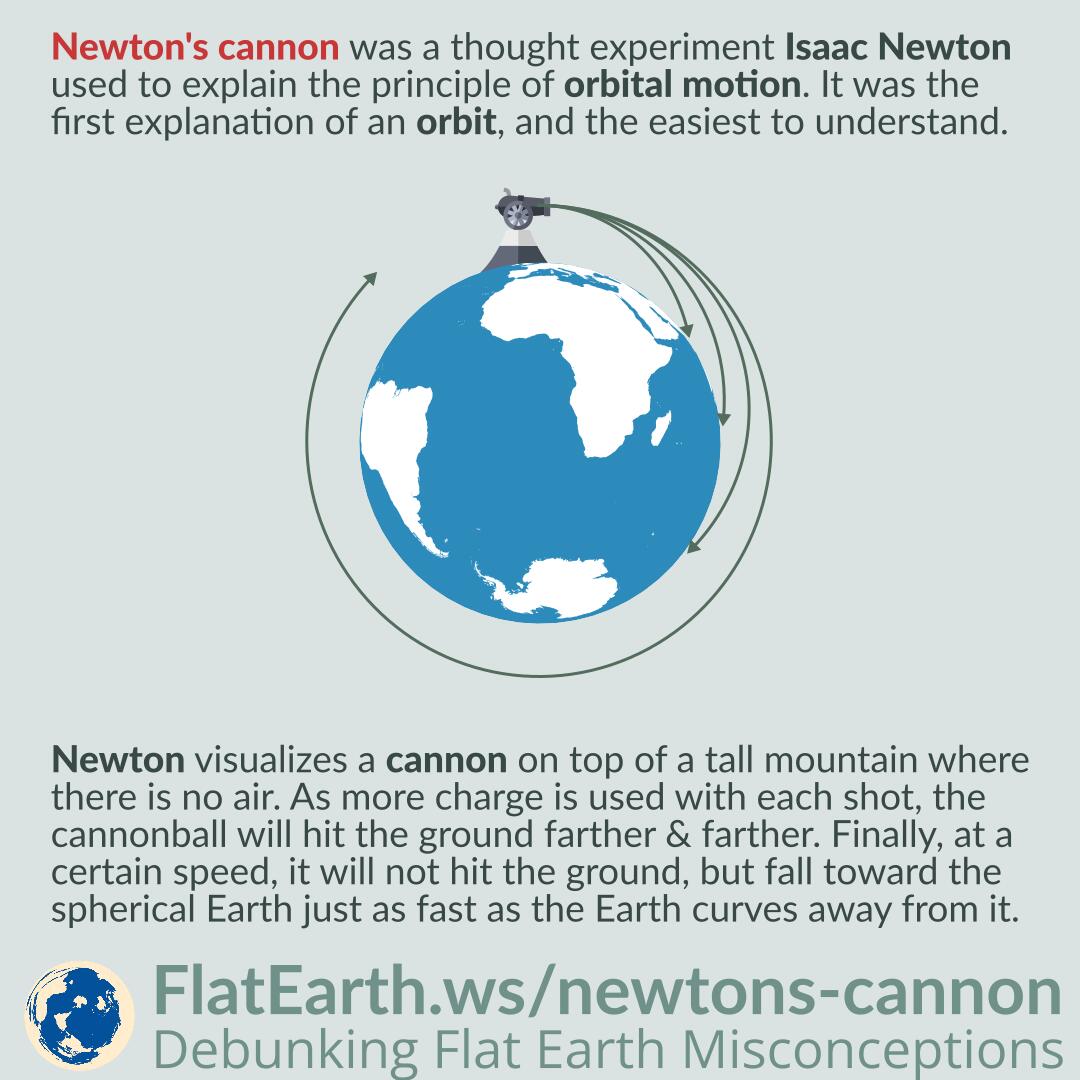 Newton's cannon was a thought experiment Isaac Newton
used to explain the principle of orbital motion. It was the
first explanation of an orbit, and the easiest to understand.
Newton visualizes a cannon on top of a tall mountain where
there is no air. As more charge is used with each shot, the
cannonball will hit the ground farther & farther. Finally, at a
certain speed, it will not hit the ground, but fall toward the
spherical Earth just as fast as the Earth curves away from it.
FlatEarth.ws/newtons-cannon
Debunking Flat Earth Misconceptions